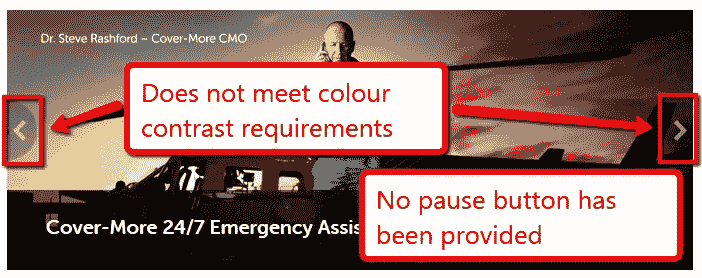 Dr. Steve Rashford – Cover-More CMO
Does not meet colour
contrast requirements
No pause button has
been provided
Cover-More 24/7 Emergency Assis